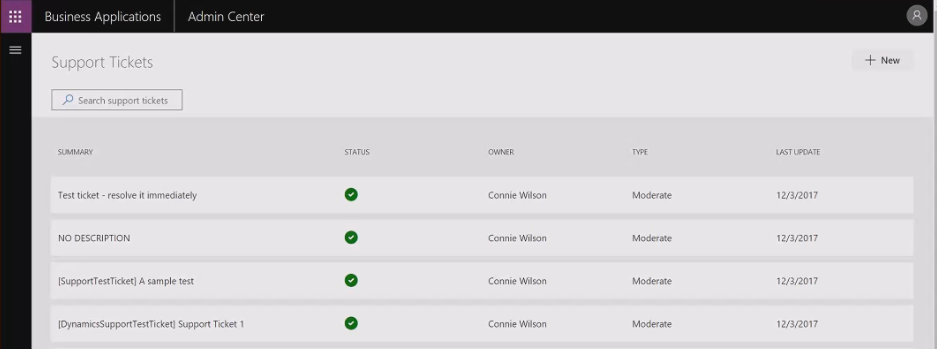 Business Applications Admin Center
Support Tickets
New
Search support tickets
SUMMARY STATUS OWNER TYPE LAST UPDATE
Test ticket - resolve it immediately Connie Wilson Moderate 12/3/2017
NO DESCRIPTION Connie Wilson Moderate 12/3/2017
[SupportTestTicket] A sample test Connie Wilson Moderate 12/3/2017
[DynamicsSupportTestTicket] Support Ticket 1 Connie Wilson Moderate 12/3/2017